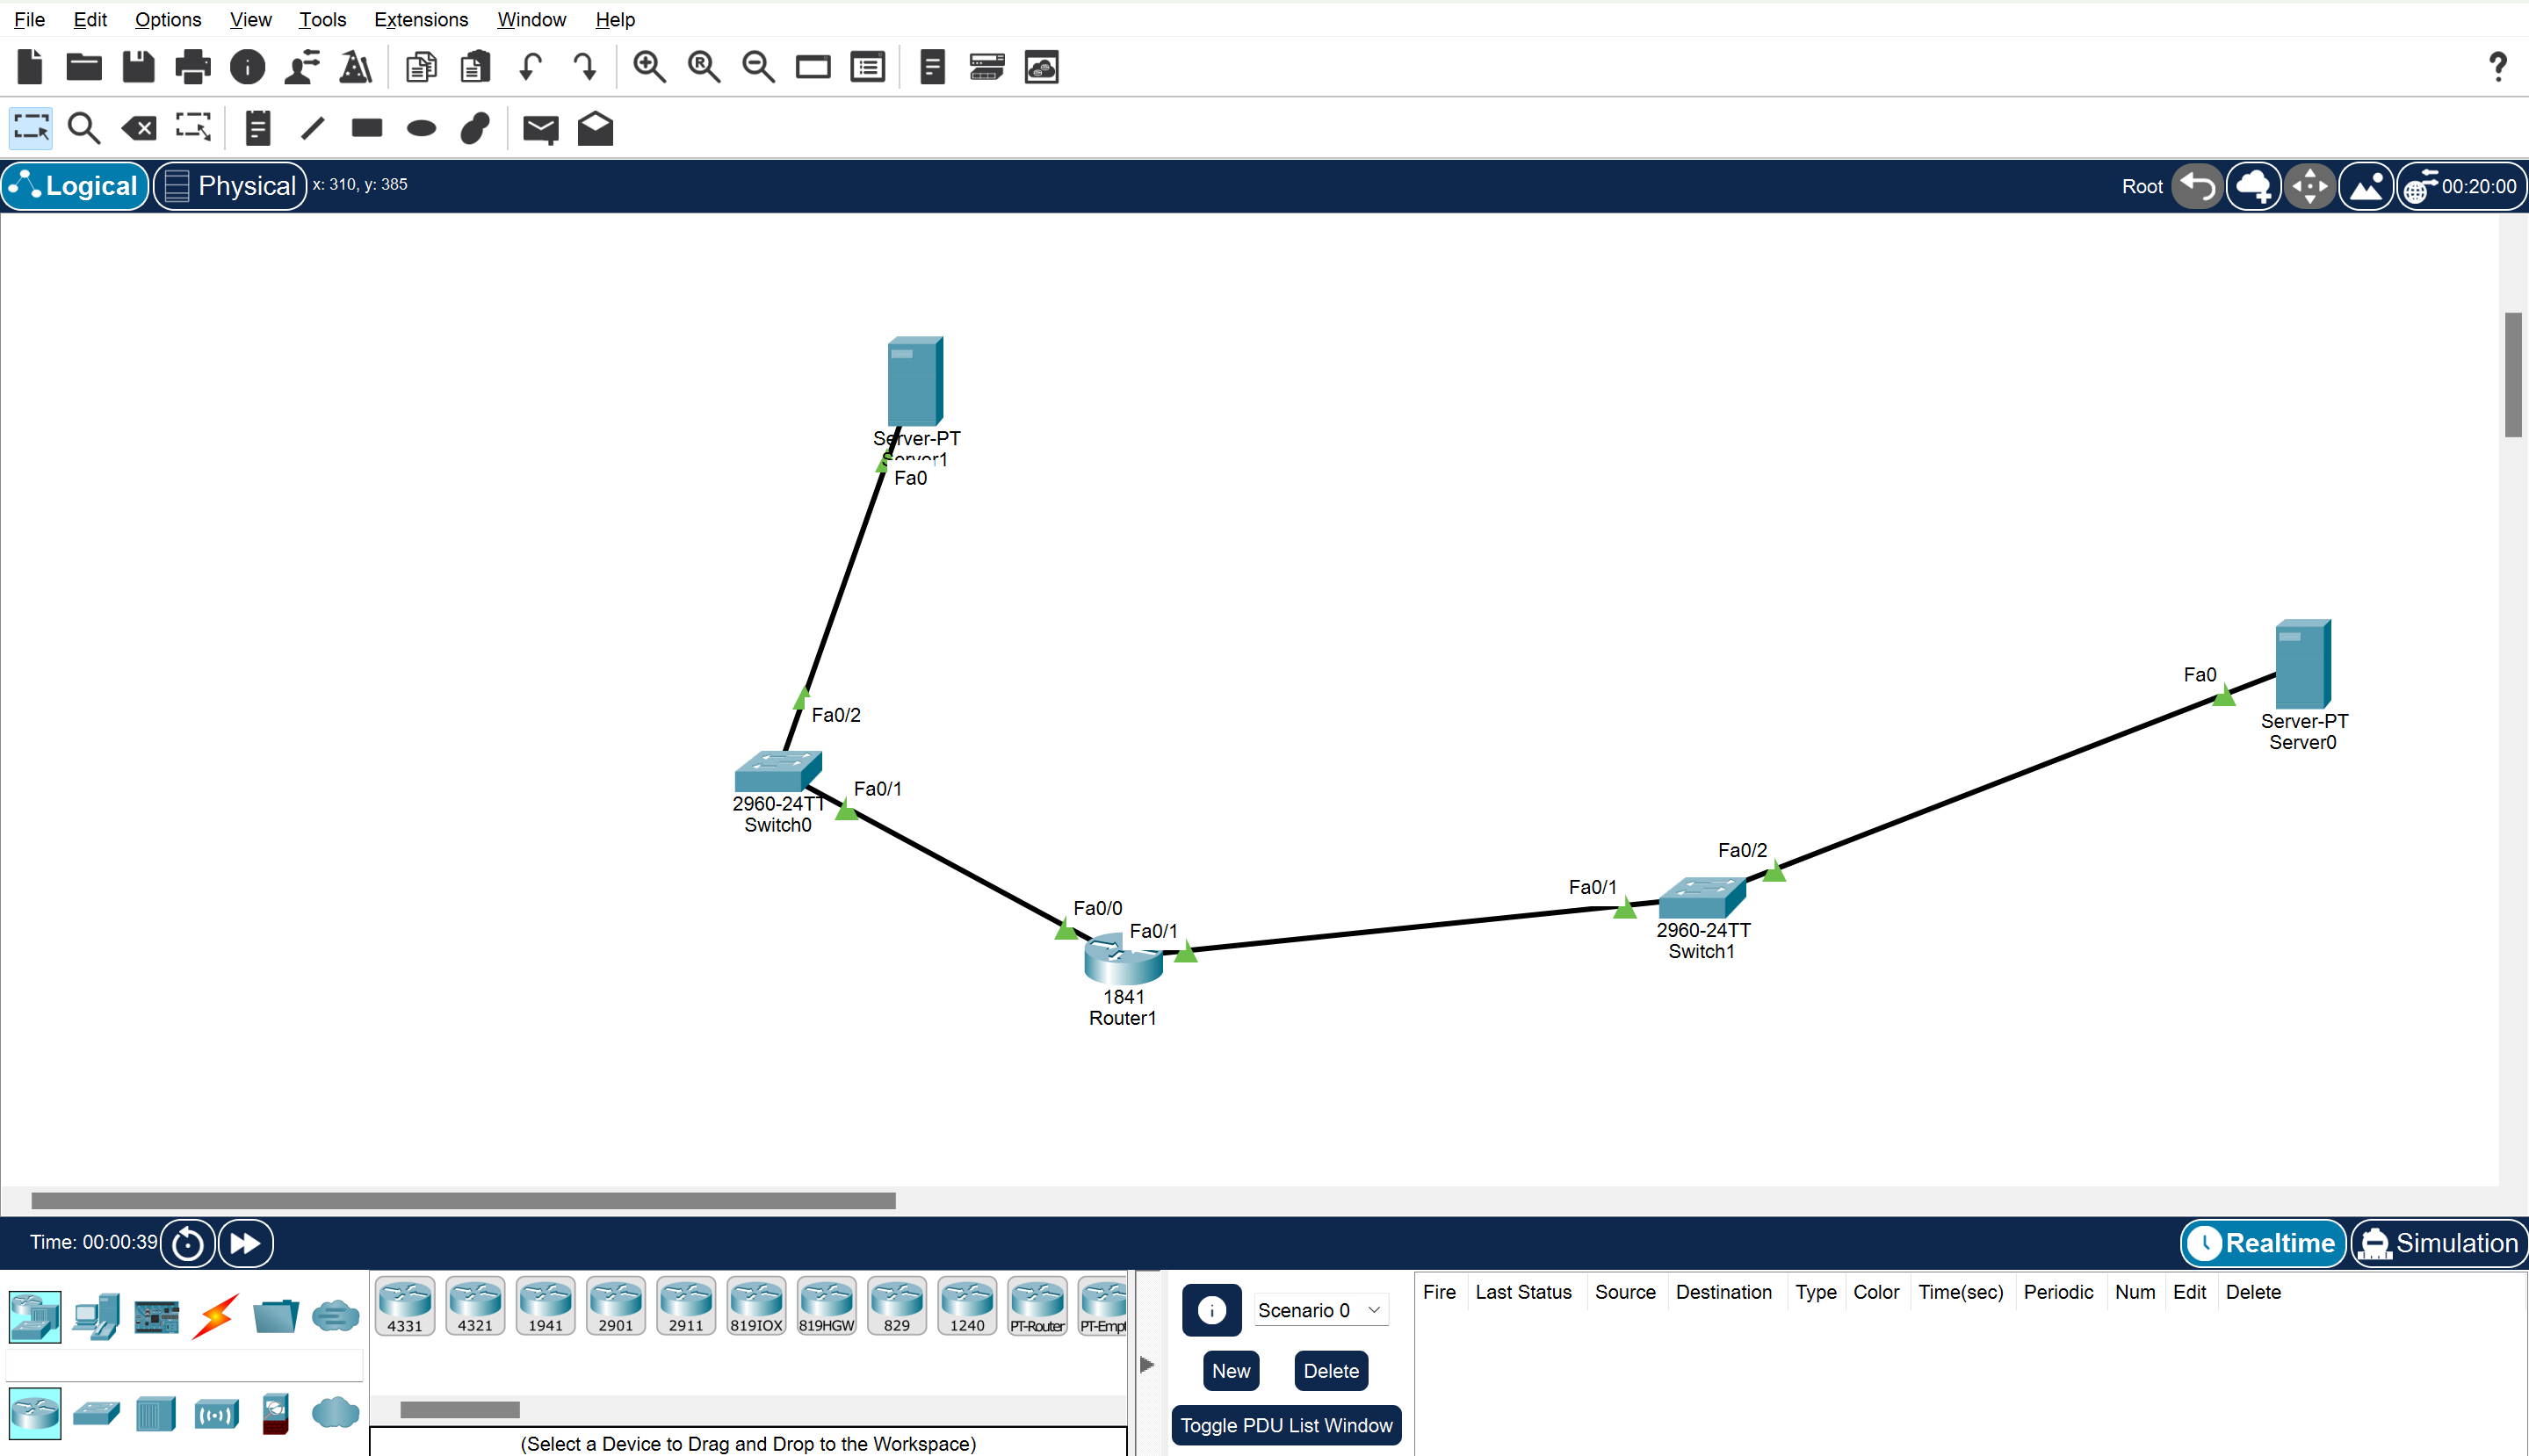 File Edit Options View Tools Extensions Window Help
Logical Physical x: 310, y: 385 Root 00:20:00
Server-PT
Server1
Fa0
Fa0
Server-PT
Server0
Fa0/2
Fa0/1
2960-24TT
Switch0
Fa0/2
Fa0/1
Fa0/0
Fa0/1
2960-24TT
Switch1
1841
Router1
Time: 00:00:39 Realtime Simulation
4331 4321 1941 2901 2911 819IOX 819HGW 829 1240 PT-Router PT-Empt
Scenario 0
New Delete
Toggle PDU List Window
Fire Last Status Source Destination Type Color Time(sec) Periodic Num Edit Delete
(Select a Device to Drag and Drop to the Workspace)